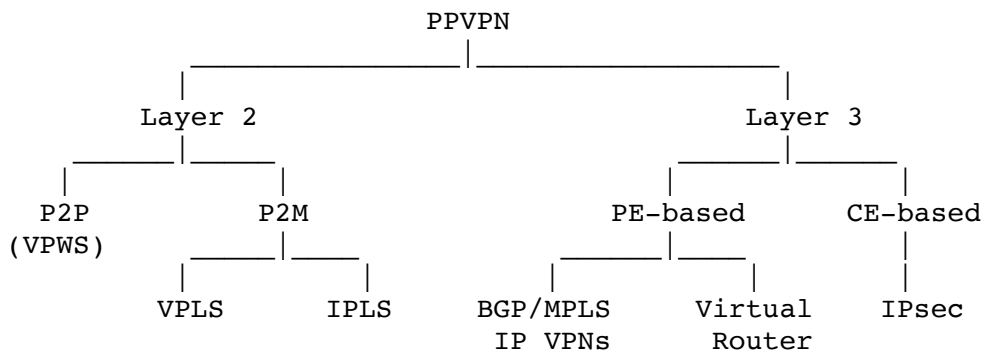 PPVPN
Layer 2 Layer 3
P2P P2M PE-based CE-based
(VPWS)
VPLS IPLS BGP/MPLS Virtual IPsec
IP VPNs Router